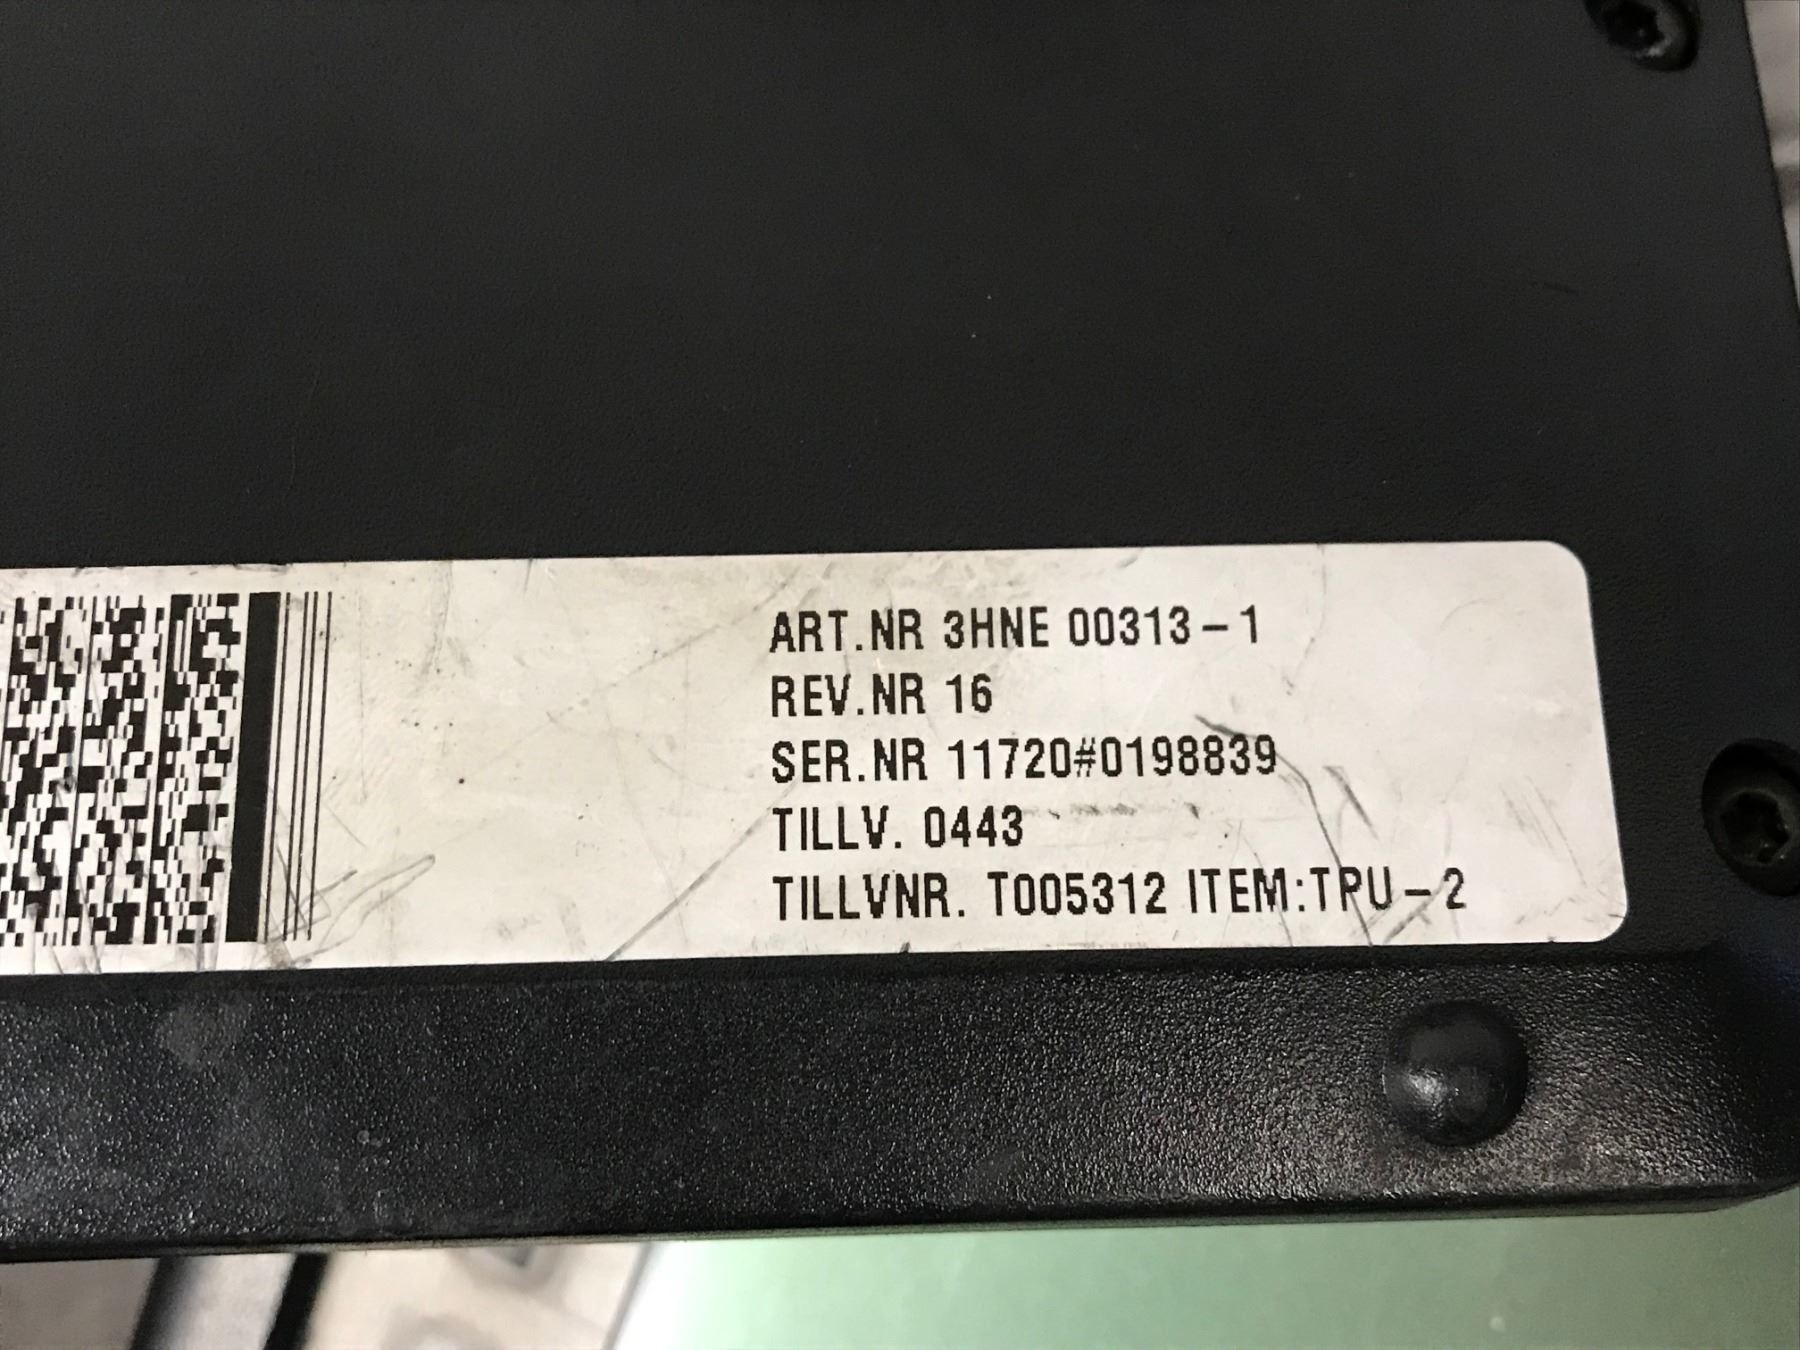 ART.NR 3HNE 00313-1
REV.NR 16
SER.NR 11720#0198839
TILLV. 0443
TILLVNR. T005312 ITEM:TPU-2